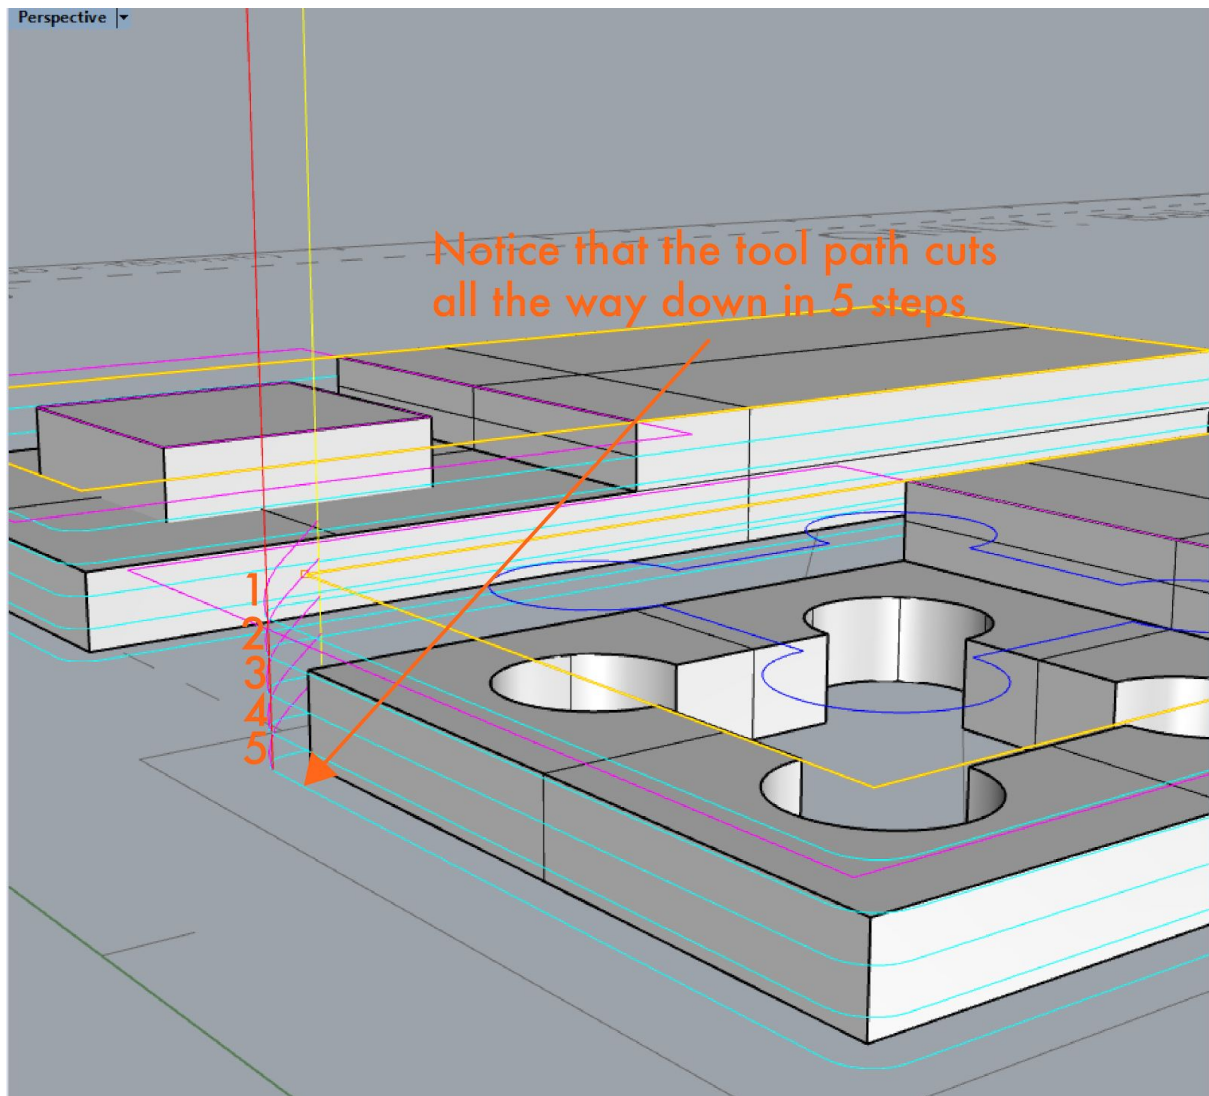 Perspective
Notice that the tool path cuts
all the way down in 5 steps
1
2
3
4
5